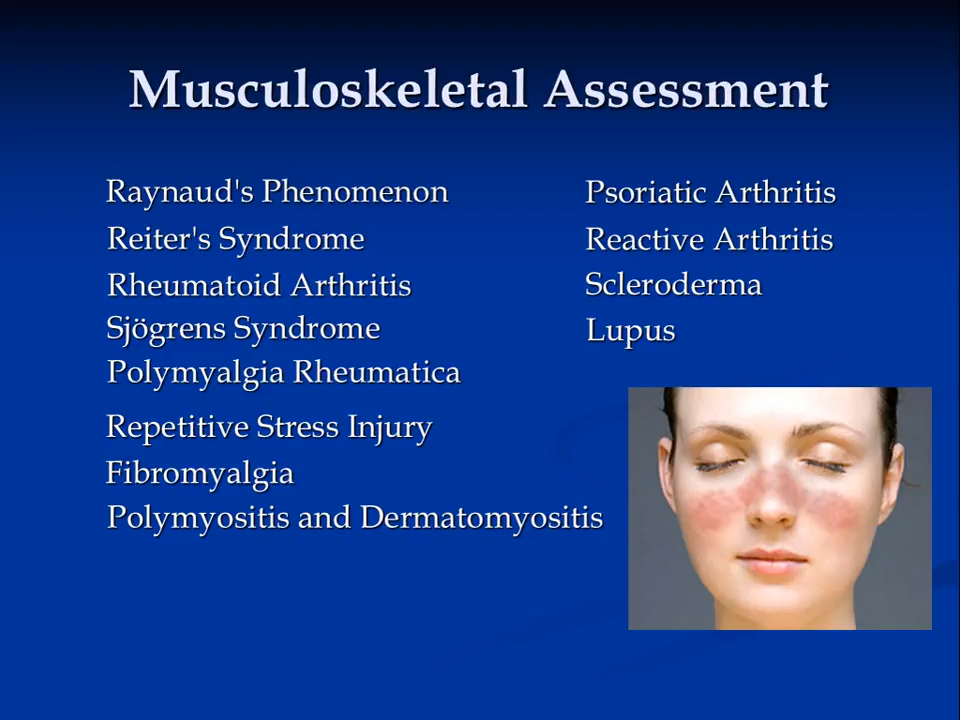 Musculoskeletal Assessment
Raynaud's Phenomenon
Reiter's Syndrome
Rheumatoid Arthritis
Sjögrens Syndrome
Polymyalgia Rheumatica
Repetitive Stress Injury
Fibromyalgia
Polymyositis and Dermatomyositis
Psoriatic Arthritis
Reactive Arthritis
Scleroderma
Lupus